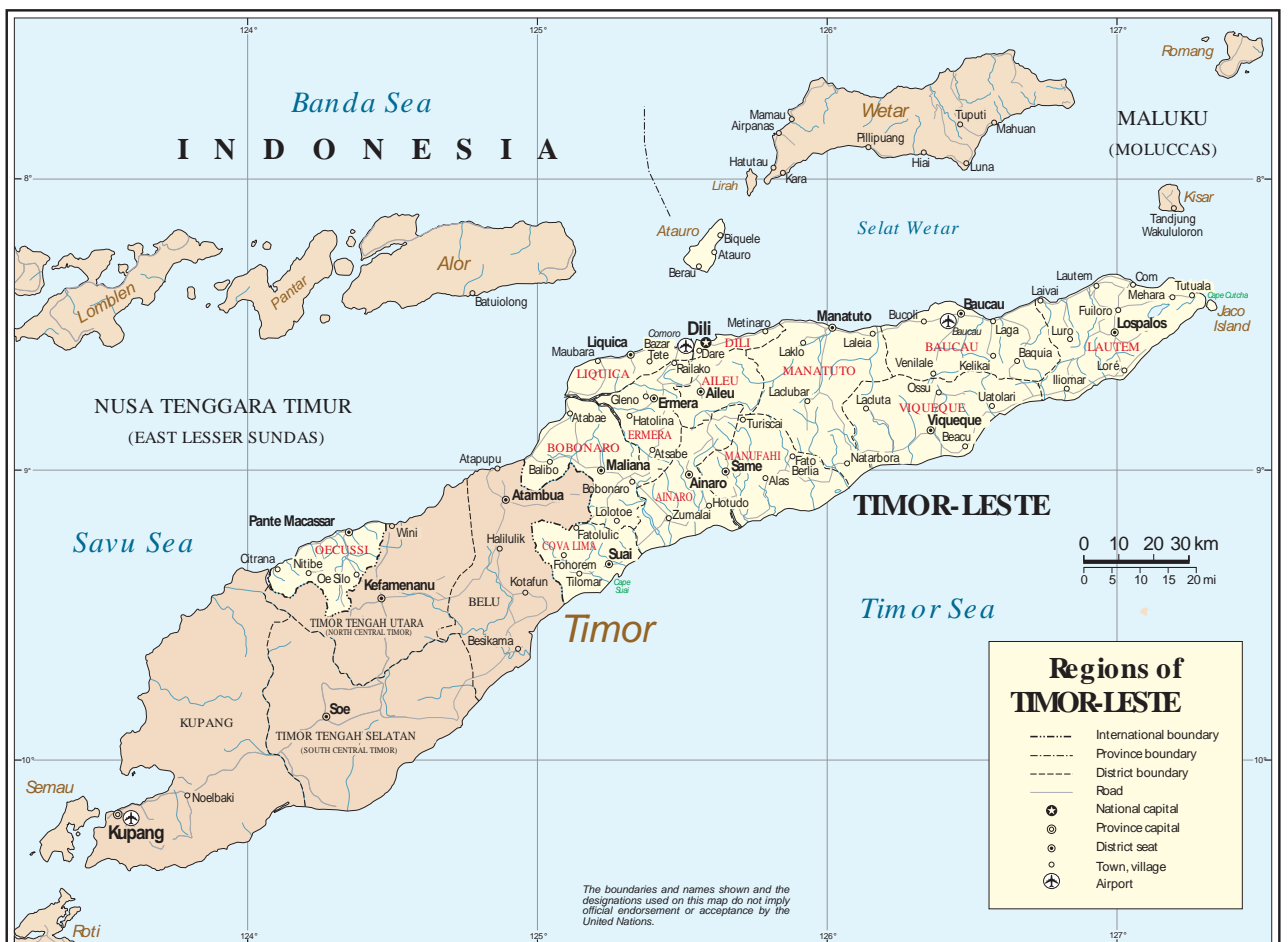 124°
125°
126°
127°
Romang
Banda Sea
INDONESIA
Wetar
Mamau
Airpanas
Tuputi
Mahuan
Pillipuang
Hiai
Luna
Hatutau
Kara
Lirah
MALUKU
(MOLUCCAS)
8°
8°
Kisar
Tandjung
Wakululoron
Selat Wetar
Atauro
Biquele
Atauro
Berau
Alor
Lomblen
Pantar
Batuiolong
Lautem
Com
Tutuala
Mehara
Cape Cutcha
Jaco
Island
Laivai
Fuiloro
Lospalos
Luro
LAUTEM
Loré
Iliomar
Baucau
Bucoli
Baucau
Laga
BAUCAU
Baquia
Venilale
Kelikai
Manatuto
Metinaro
Laleia
Laklo
MANATUTO
Laclubar
Dili
Comoro
DILI
Dare
Liquica
Bazar
Tete
Maubara
Railako
LIQUICA
AILEU
Aileu
Gleno
Ermera
Ossu
Uatolari
Lacluta
VIQUEQUE
Viqueque
Beacu
NUSA TENGGARA TIMUR
(EAST LESSER SUNDAS)
Atabae
Hatolina
ERMERA
Turiscai
BOBONARO
Atsabe
MANUFAHI
Fato
Berlia
Natarbora
Atapupu
Balibo
Maliana
Same
Ainaro
Alas
9°
9°
Atambua
Bobonaro
AINARO
Hotudo
Lolotoe
Zumalai
TIMOR-LESTE
Pante Macassar
Wini
OECUSSI
Savu Sea
Citrana
Nitibe
Oe Silo
Halilulik
Fatolulic
COVA LIMA
Suai
Fohorem
Tilomar
Cape
Suai
Kefamenanu
Kotafun
BELU
TIMOR TENGAH UTARA
(NORTH CENTRAL TIMOR)
Besikama
Timor
0 10 20 30 km
0 5 10 15 20 mi
Timor Sea
Soe
KUPANG
TIMOR TENGAH SELATAN
(SOUTH CENTRAL TIMOR)
10°
10°
Semau
Noelbaki
Kupang
Roti
Regions of
TIMOR-LESTE
International boundary
Province boundary
District boundary
Road
National capital
Province capital
District seat
Town, village
Airport
The boundaries and names shown and the
designations used on this map do not imply
official endorsement or acceptance by the
United Nations.
124°
125°
126°
127°